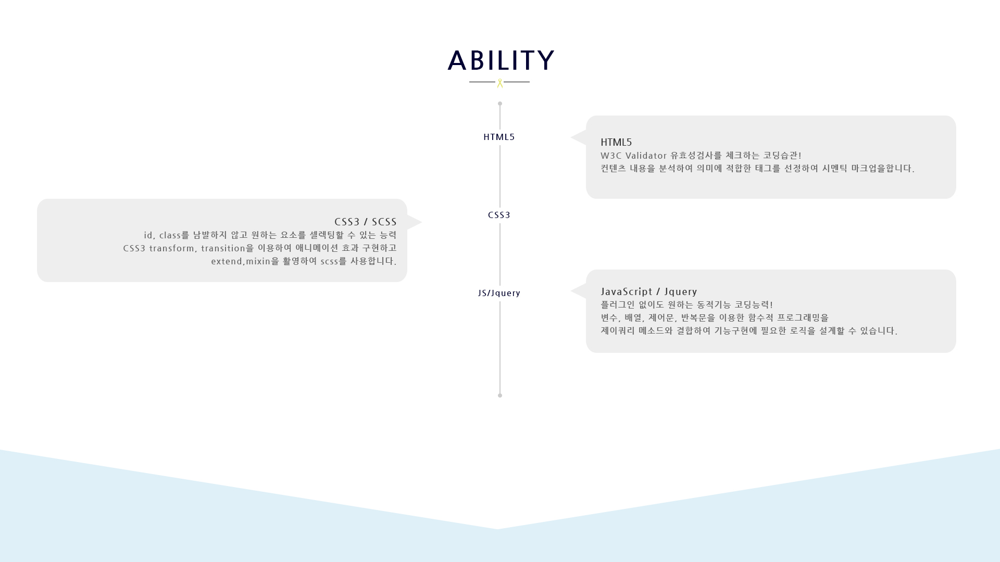 ABILITY
HTML5
HTML5
W3C Validator 유효성검사를 체크하는 코딩습관!
컨텐츠 내용을 분석하여 의미에 적합한 태그를 선정하여 시멘틱 마크업을합니다.
CSS3
CSS3 / SCSS
id, class를 남발하지 않고 원하는 요소를 셀렉팅할 수 있는 능력
CSS3 transform, transition을 이용하여 애니메이션 효과 구현하고
extend,mixin을 활영하여 scss를 사용합니다.
JS/Jquery
JavaScript / Jquery
플러그인 없이도 원하는 동적기능 코딩능력!
변수, 배열, 제어문, 반복문을 이용한 함수적 프로그래밍을
제이쿼리 메소드와 결합하여 기능구현에 필요한 로직을 설계할 수 있습니다.